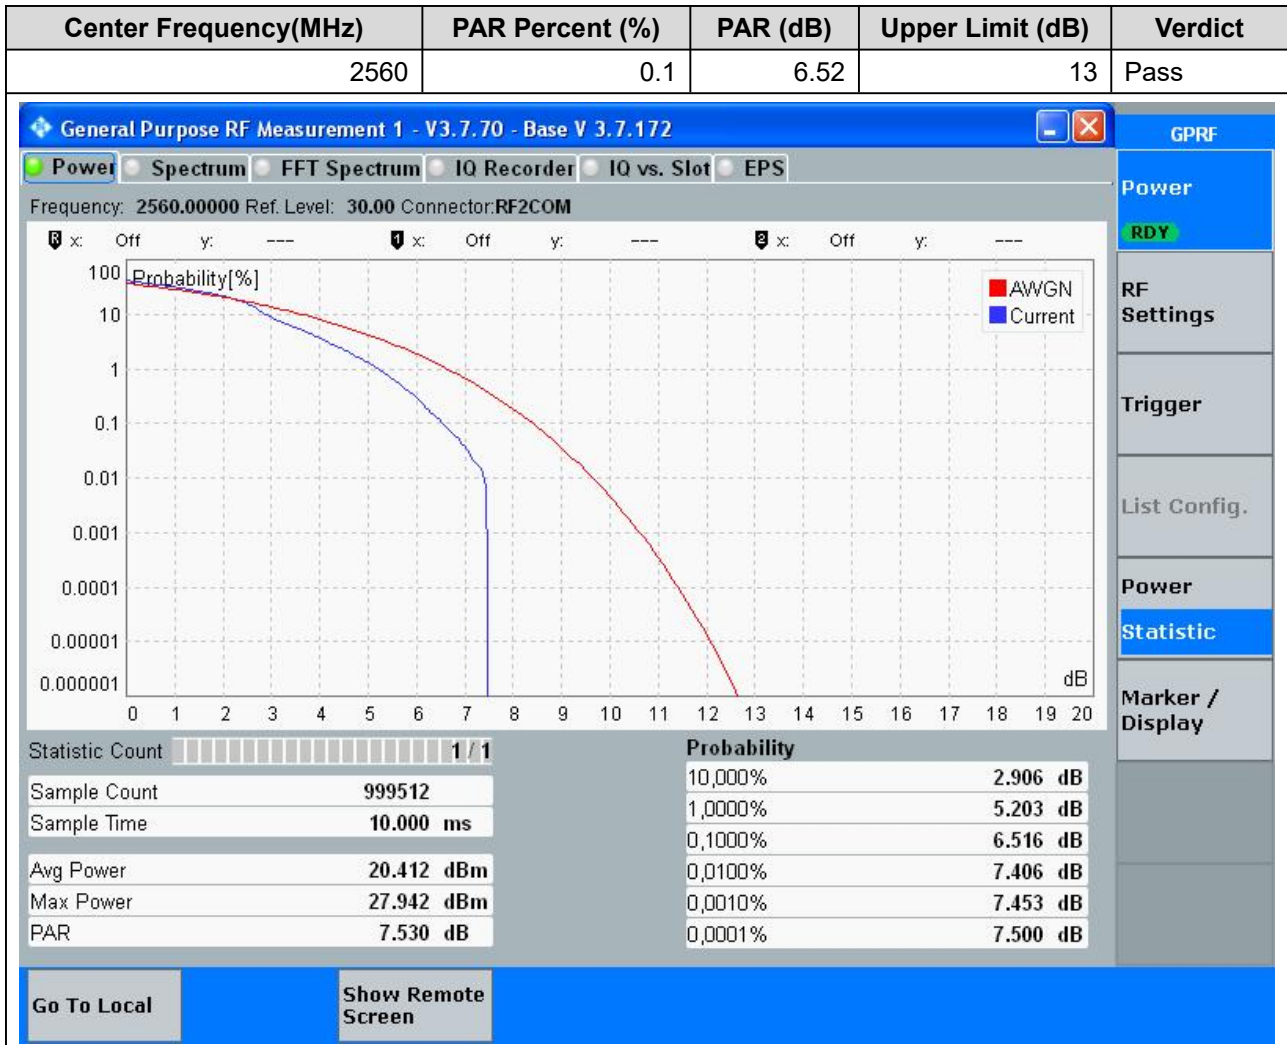 Center Frequency(MHz) PAR Percent (%) PAR (dB) Upper Limit (dB) Verdict
2560 0.1 6.52 13 Pass
General Purpose RF Measurement 1 - V3.7.70 - Base V 3.7.172
GPRF
Power Spectrum FFT Spectrum IQ Recorder IQ vs. Slot EPS
Power
RDY
Frequency: 2560.00000 Ref. Level: 30.00 Connector:RF2COM
R x: Off y: --- 1 x: Off y: --- 2 x: Off y: ---
Probability[%]
100
10
1
0.1
0.01
0.001
0.0001
0.00001
0.000001
AWGN
Current
dB
0 1 2 3 4 5 6 7 8 9 10 11 12 13 14 15 16 17 18 19 20
RF
Settings
Trigger
List Config.
Power
Statistic
Marker /
Display
Statistic Count 1 / 1
Sample Count 999512
Sample Time 10.000 ms
Avg Power 20.412 dBm
Max Power 27.942 dBm
PAR 7.530 dB
Probability
10,000% 2.906 dB
1,0000% 5.203 dB
0,1000% 6.516 dB
0,0100% 7.406 dB
0,0010% 7.453 dB
0,0001% 7.500 dB
Go To Local
Show Remote
Screen